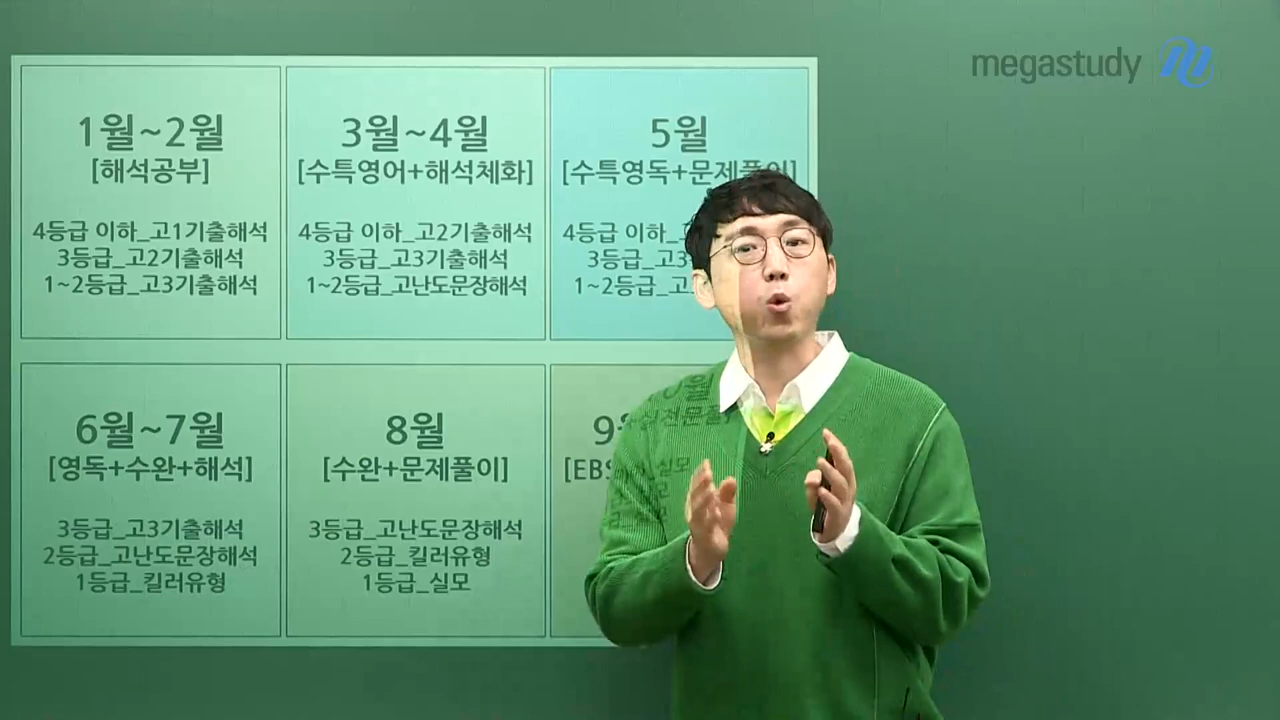 megastudy
1월~2월
[해석공부]
4등급 이하_고1기출해석
3등급_고2기출해석
1~2등급_고3기출해석
3월~4월
[수특영어+해석체화]
4등급 이하_고2기출해석
3등급_고3기출해석
1~2등급_고난도문장해석
5월
[수특영독+문제풀이]
4등급 이하_
3등급_고3
1~2등급_고
6월~7월
[영독+수완+해석]
3등급_고3기출해석
2등급_고난도문장해석
1등급_킬러유형
8월
[수완+문제풀이]
3등급_고난도문장해석
2등급_킬러유형
1등급_실모
9월
[EBS
실모